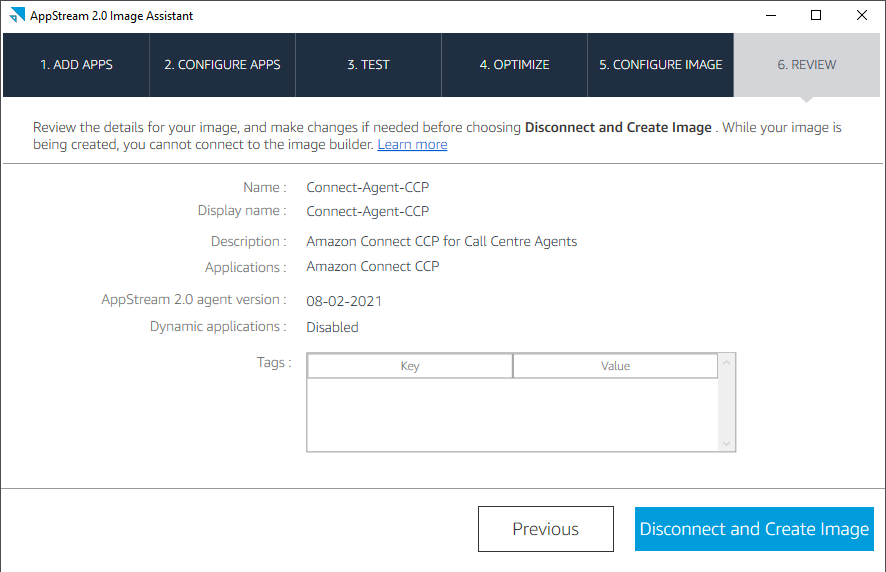 AppStream 2.0 Image Assistant
1. ADD APPS
2. CONFIGURE APPS
3. TEST
4. OPTIMIZE
5. CONFIGURE IMAGE
6. REVIEW
Review the details for your image, and make changes if needed before choosing Disconnect and Create Image . While your image is
being created, you cannot connect to the image builder. Learn more
Name : Connect-Agent-CCP
Display name : Connect-Agent-CCP
Description : Amazon Connect CCP for Call Centre Agents
Applications : Amazon Connect CCP
AppStream 2.0 agent version : 08-02-2021
Dynamic applications : Disabled
Tags :
Key
Value
Previous
Disconnect and Create Image